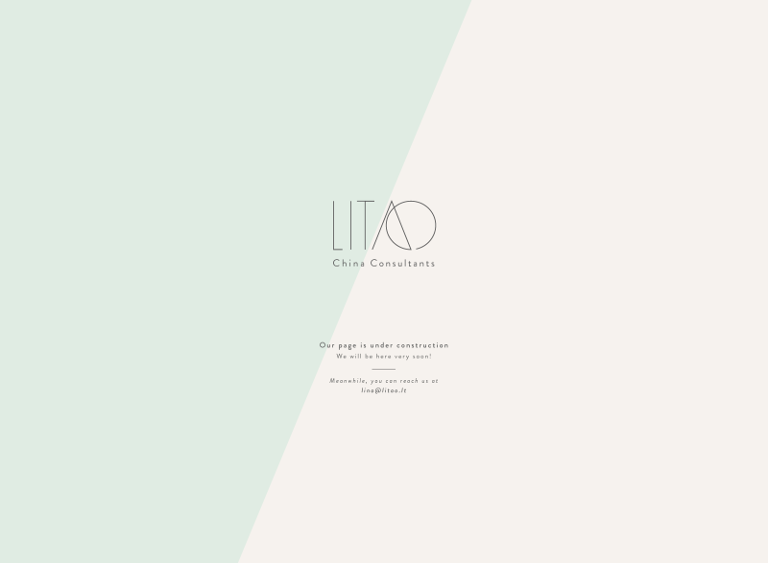 LITAO
China Consultants
Our page is under construction
We will be here very soon!
Meanwhile, you can reach us at
lina@litao.lt